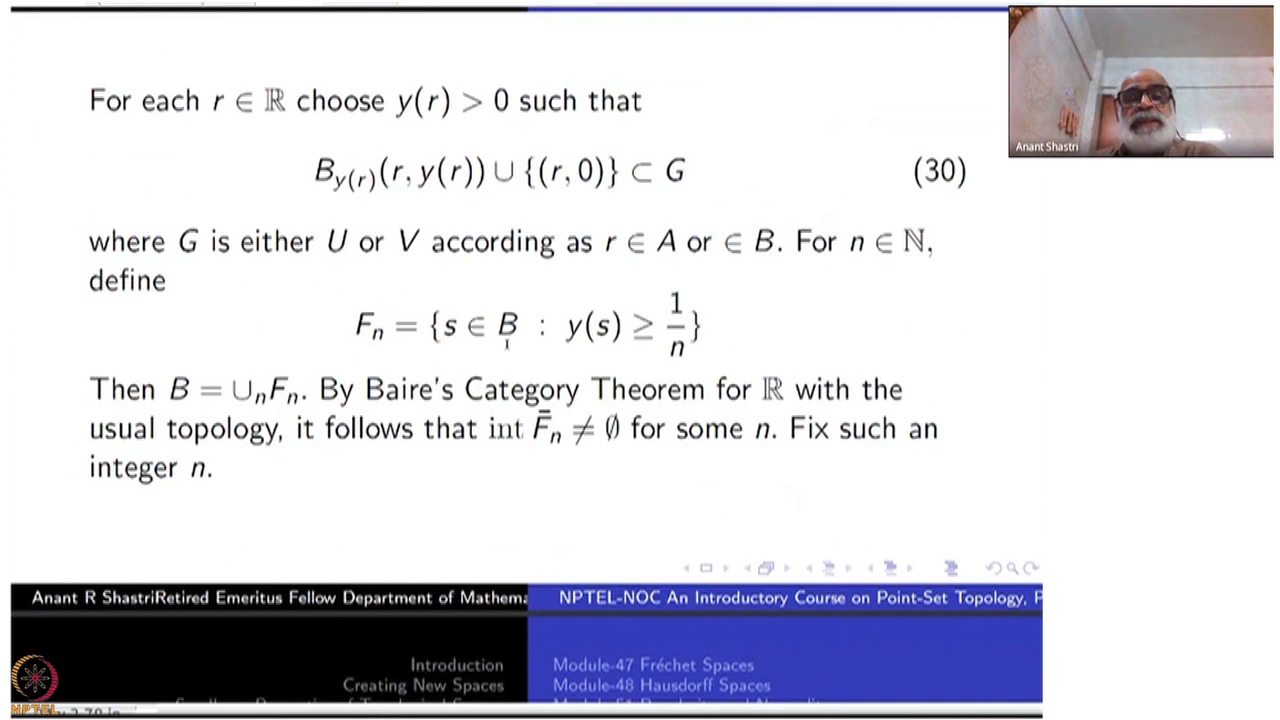 For each r ∈ ℝ choose y(r) > 0 such that
B_{y(r)}(r, y(r)) ∪ {(r, 0)} ⊂ G (30)
where G is either U or V according as r ∈ A or ∈ B. For n ∈ ℕ,
define
F_n = {s ∈ B : y(s) ≥ 1/n}
Then B = ∪_nF_n. By Baire's Category Theorem for ℝ with the
usual topology, it follows that int F̄_n ≠ ∅ for some n. Fix such an
integer n.
Anant Shastri
Anant R ShastriRetired Emeritus Fellow Department of Mathema
NPTEL-NOC An Introductory Course on Point-Set Topology, P
Introduction
Creating New Spaces
Module-47 Fréchet Spaces
Module-48 Hausdorff Spaces
NPTEL